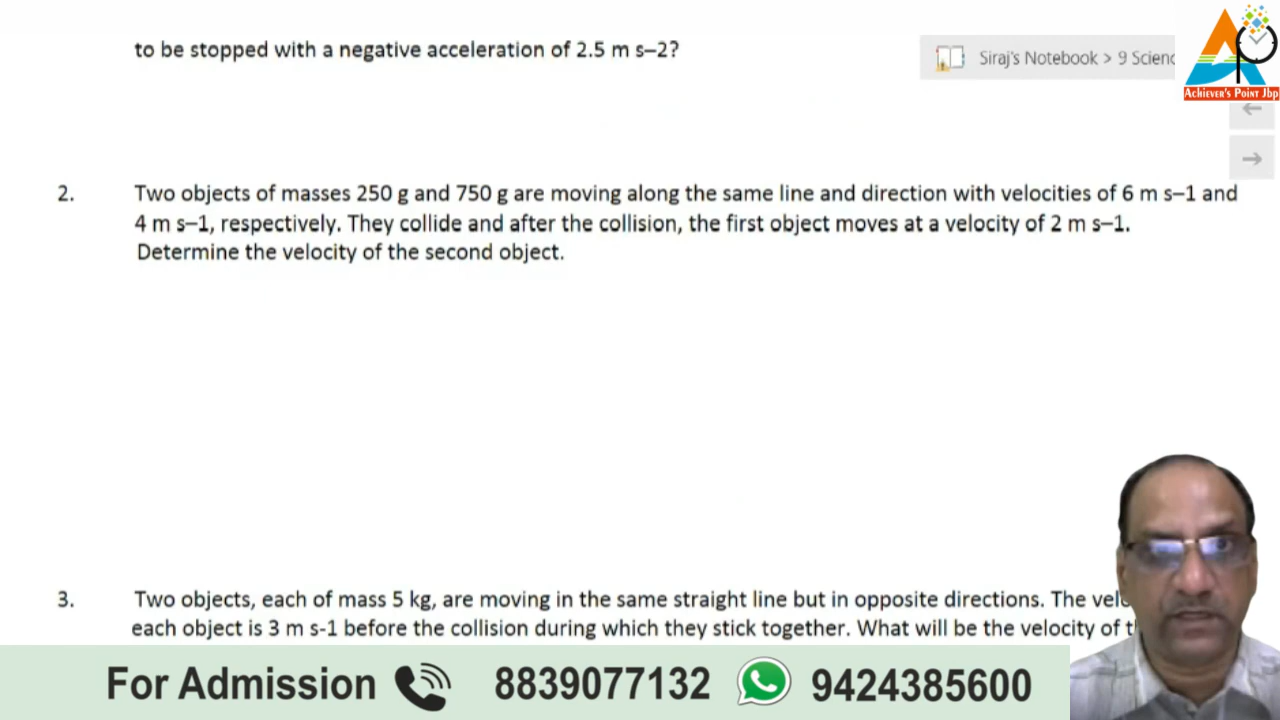 to be stopped with a negative acceleration of 2.5 m s–2?
Siraj's Notebook > 9 Scienc
ACHIEVER'S POINT Jbp
2. Two objects of masses 250 g and 750 g are moving along the same line and direction with velocities of 6 m s–1 and
4 m s–1, respectively. They collide and after the collision, the first object moves at a velocity of 2 m s–1.
Determine the velocity of the second object.
3. Two objects, each of mass 5 kg, are moving in the same straight line but in opposite directions. The
each object is 3 m s-1 before the collision during which they stick together. What will be the velocity of
For Admission 8839077132 9424385600